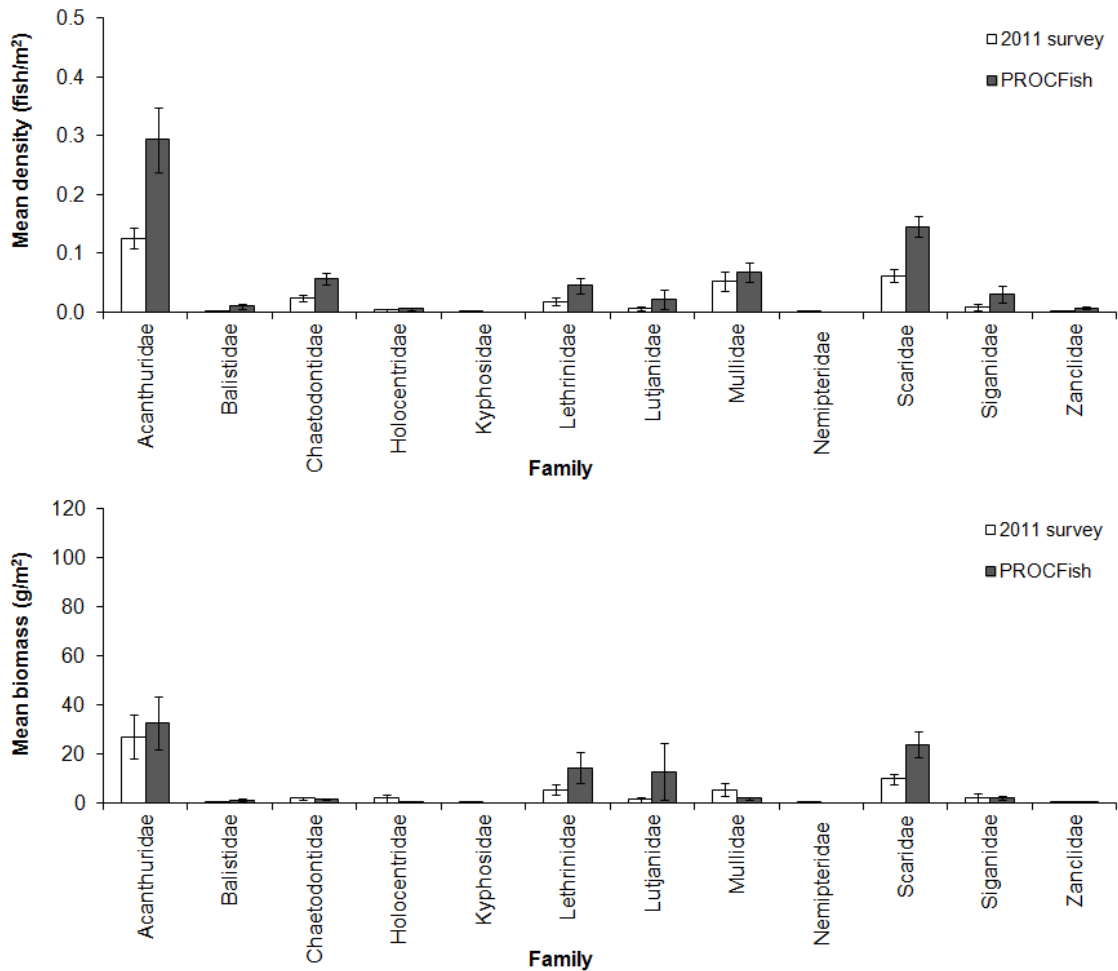 Mean density (fish/m²)
0.5
0.4
0.3
0.2
0.1
0.0
2011 survey
PROCFish
Acanthuridae
Balistidae
Chaetodontidae
Holocentridae
Kyphosidae
Lethrinidae
Lutjanidae
Mullidae
Nemipteridae
Scaridae
Siganidae
Zanclidae
Family
Mean biomass (g/m²)
120
100
80
60
40
20
0
2011 survey
PROCFish
Acanthuridae
Balistidae
Chaetodontidae
Holocentridae
Kyphosidae
Lethrinidae
Lutjanidae
Mullidae
Nemipteridae
Scaridae
Siganidae
Zanclidae
Family